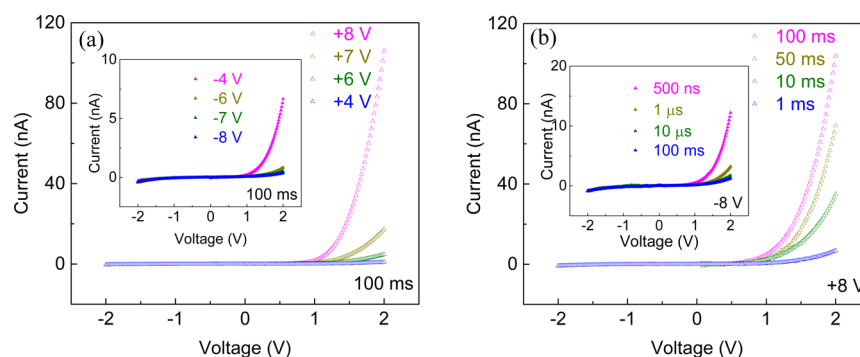 (a)
120
80
40
0
Current (nA)
-2 -1 0 1 2
Voltage (V)
+8 V
+7 V
+6 V
+4 V
100 ms
10
5
0
Current (nA)
-2 -1 0 1 2
Voltage (V)
-4 V
-6 V
-7 V
-8 V
100 ms
(b)
120
80
40
0
Current (nA)
-2 -1 0 1 2
Voltage (V)
100 ms
50 ms
10 ms
1 ms
+8 V
20
10
0
Current (nA)
-2 -1 0 1 2
Voltage (V)
500 ns
1 μs
10 μs
100 ms
-8 V